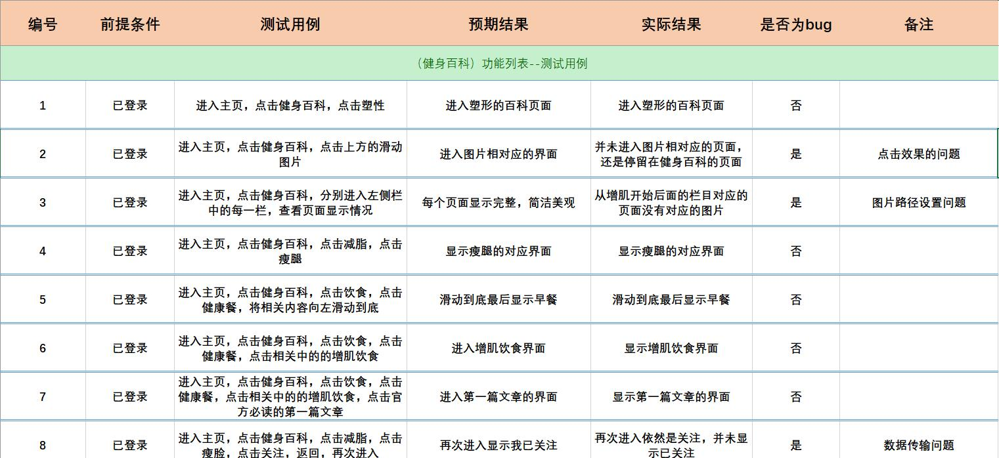 编号 前提条件 测试用例 预期结果 实际结果 是否为bug 备注
（健身百科）功能列表--测试用例
1 已登录 进入主页，点击健身百科，点击塑性 进入塑形的百科页面 进入塑形的百科页面 否
2 已登录 进入主页，点击健身百科，点击上方的滑动
图片 进入图片相对应的界面 并未进入图片相对应的页面，
还是停留在健身百科的页面 是 点击效果的问题
3 已登录 进入主页，点击健身百科，分别进入左侧栏
中的每一栏，查看页面显示情况 每个页面显示完整，简洁美观 从增肌开始后面的栏目对应的
页面没有对应的图片 是 图片路径设置问题
4 已登录 进入主页，点击健身百科，点击减脂，点击
瘦腿 显示瘦腿的对应界面 显示瘦腿的对应界面 否
5 已登录 进入主页，点击健身百科，点击饮食，点击
健康餐，将相关内容向左滑动到底 滑动到底最后显示早餐 滑动到底最后显示早餐 否
6 已登录 进入主页，点击健身百科，点击饮食，点击
健康餐，点击相关中的的增肌饮食 进入增肌饮食界面 显示增肌饮食界面 否
7 已登录 进入主页，点击健身百科，点击饮食，点击
健康餐，点击相关中的的增肌饮食，点击官
方必读的第一篇文章 进入第一篇文章的界面 显示第一篇文章的界面 否
8 已登录 进入主页，点击健身百科，点击减脂，点击
瘦脸，点击关注，返回，再次进入 再次进入显示我已关注 再次进入依然是关注，并未显
示已关注 是 数据传输问题